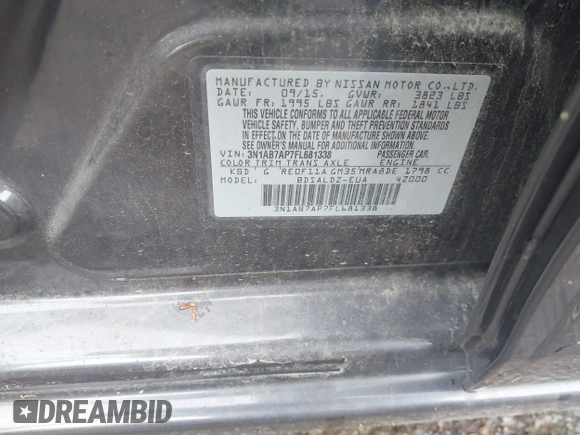 MANUFACTURED BY NISSAN MOTOR CO.,LTD.
DATE: 09/15. GVWR: 3823 LBS
GAWR FR: 1995 LBS GAWR RR: 1841 LBS
THIS VEHICLE CONFORMS TO ALL APPLICABLE FEDERAL MOTOR
VEHICLE SAFETY, BUMPER AND THEFT PREVENTION STANDARDS
IN EFFECT ON THE DATE OF MANUFACTURE SHOWN ABOVE.
SEE OWNER'S MANUAL FOR ADDITIONAL INFORMATION
VIN: 3N1AB7AP7FL681338 PASSENGER CAR
COLOR TRIM TRANS AXLE ENGINE
KBD G RE0F11A GM35 MRA8DE 1798 CC
MODEL: BDSALDZ-EUA 42000
3N1AB7AP7FL681338
DREAMBID